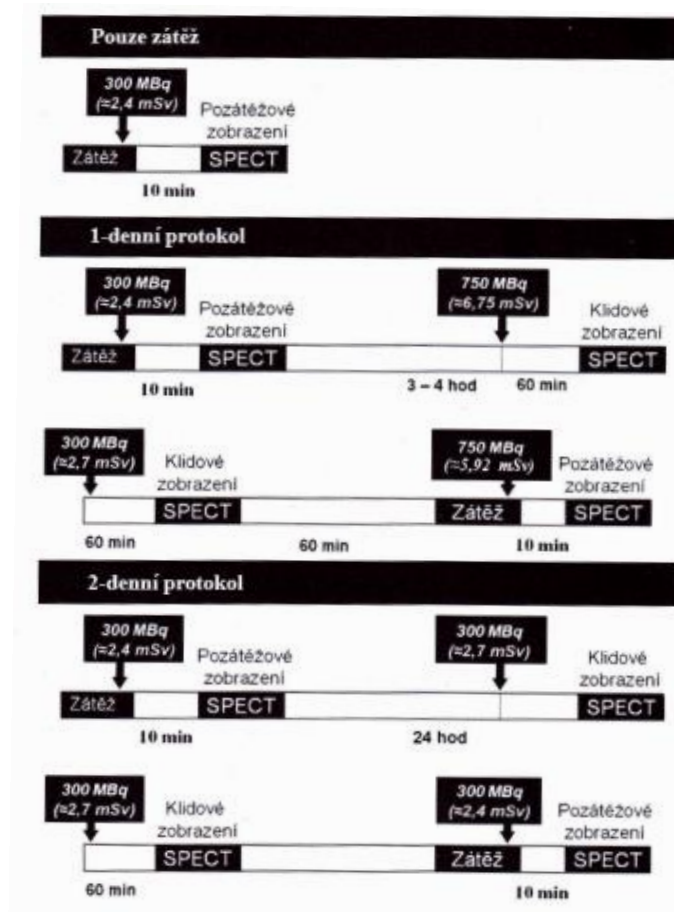 Pouze zátěž
300 MBq
(≈2,4 mSv)
Pozátěžové
zobrazení
Zátěž
SPECT
10 min
1-denní protokol
300 MBq
(≈2,4 mSv)
Pozátěžové
zobrazení
750 MBq
(≈6,75 mSv)
Klidové
zobrazení
Zátěž
SPECT
SPECT
10 min
3 – 4 hod
60 min
300 MBq
(≈2,7 mSv)
Klidové
zobrazení
750 MBq
(≈5,92 mSv)
Pozátěžové
zobrazení
SPECT
Zátěž
SPECT
60 min
60 min
10 min
2-denní protokol
300 MBq
(≈2,4 mSv)
Pozátěžové
zobrazení
300 MBq
(≈2,7 mSv)
Klidové
zobrazení
Zátěž
SPECT
SPECT
10 min
24 hod
300 MBq
(≈2,7 mSv)
Klidové
zobrazení
300 MBq
(≈2,4 mSv)
Pozátěžové
zobrazení
SPECT
Zátěž
SPECT
60 min
10 min